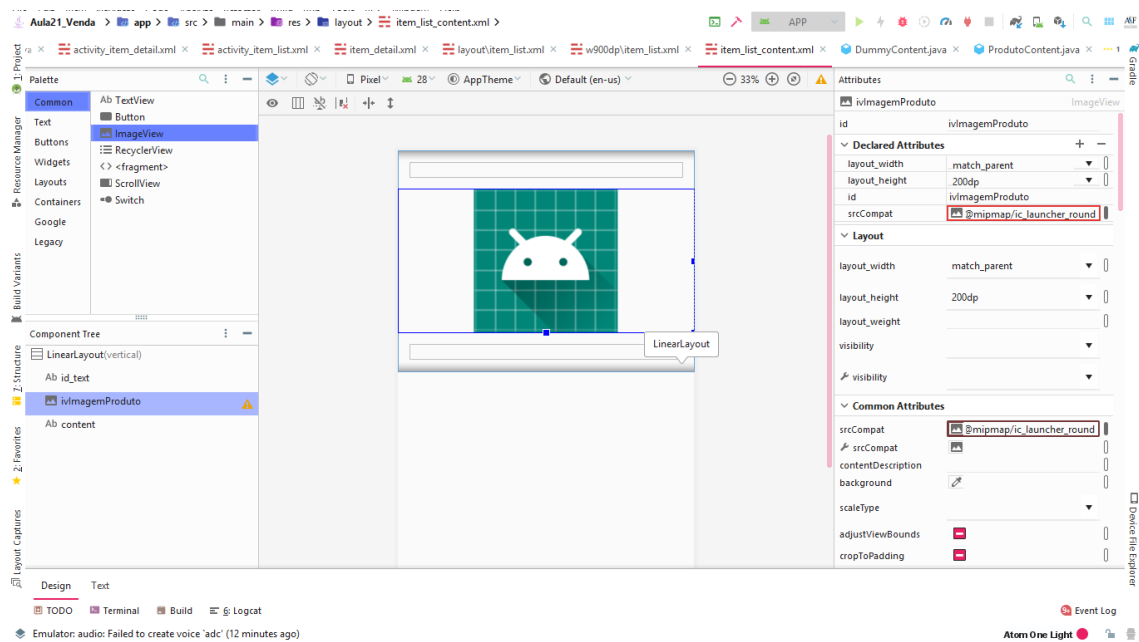 Aula21_Venda
app
src
main
res
layout
item_list_content.xml
APP
activity_item_detail.xml
activity_item_list.xml
item_detail.xml
layout\item_list.xml
w900dp\item_list.xml
item_list_content.xml
DummyContent.java
ProdutoContent.java
1: Project
Resource Manager
Build Variants
7: Structure
2: Favorites
Layout Captures
Gradle
Device File Explorer
Palette
Common
Text
Buttons
Widgets
Layouts
Containers
Google
Legacy
Ab TextView
Button
ImageView
RecyclerView
<> <fragment>
ScrollView
Switch
Component Tree
LinearLayout(vertical)
Ab id_text
ivImagemProduto
Ab content
Pixel
28
AppTheme
Default (en-us)
33%
LinearLayout
Attributes
ivImagemProduto ImageView
id ivImagemProduto
Declared Attributes
layout_width match_parent
layout_height 200dp
id ivImagemProduto
srcCompat @mipmap/ic_launcher_round
Layout
layout_width match_parent
layout_height 200dp
layout_weight
visibility
visibility
Common Attributes
srcCompat @mipmap/ic_launcher_round
srcCompat
contentDescription
background
scaleType
adjustViewBounds
cropToPadding
Design Text
TODO Terminal Build 6: Logcat Event Log
Emulator: audio: Failed to create voice 'adc' (12 minutes ago) Atom One Light